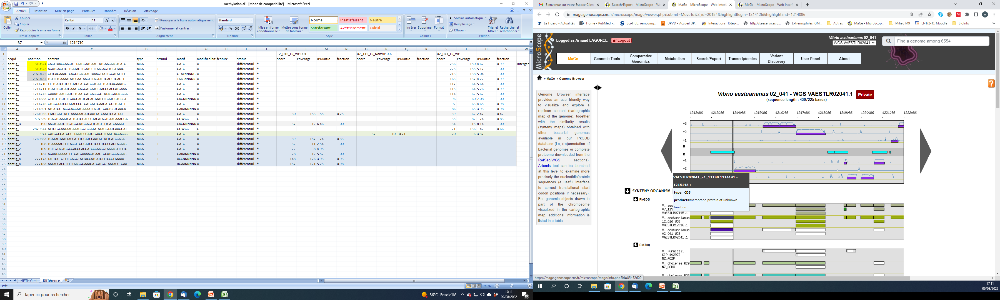 methylation al1 [Mode de compatibilité] - Microsoft Excel
Accueil Insertion Mise en page Formules Données Révision Affichage
Couper
Copier
Reproduire la mise en forme
Coller
Presse-papiers
Calibri 11
G I S
Police
Renvoyer à la ligne automatiquement
Fusionner et centrer
Alignement
Standard
% 000
Nombre
Mise en forme conditionnelle
Mettre sous forme de tableau
Normal Insatisfaisant Neutre
Satisfaisant Avertissement Calcul
Style
Insérer Supprimer Format
Cellules
Somme automatique
Remplissage
Effacer
Trier et filtrer
Rechercher et sélectionner
Édition
B7 fx 1214710
A B C D E F G H I J K L M N O P Q R S T U V W
1 12_016_LR_Vir-001 07_115_LR_NonVir-002 02_041_LR_Vir
2 seqid position context type strand motif modified bas feature status score coverage IPDRatio fraction score coverage IPDRatio fraction score coverage IPDRatio fraction
3 contig_1 310324 CACTTAACCAACTCTTAAGGATCAACTATGAACAAGTCATC m6A - GATC A differential * 236 150 4.62 0.99 Interger
4 contig_1 310323 AGATGACTTGTTCATAGTTGATCCTTAAGAGTTGGTTAAGT m6A + GATC A differential * 225 155 5.17 1.00
5 contig_1 2970425 CTTCAGAAAGTCAGCTCAGTACTAAAGTTATTGGATATTTT m6A + GTAYNNNNGT A differential * 213 138 5.04 1.00
6 contig_1 2970432 TGTTTTCAAAATATCCAATAACTTTAGTACTGAGCTGACTT m6A - TAACNNNNRT A differential * 163 137 4.22 0.99
7 contig_1 1214710 TTTTCATGGTGCGTAGCATGATCCTGATTTCATCAGAAATC m6A + GATC A differential * 117 64 5.64 1.00
8 contig_1 1214711 TGATTTCTGATGAAATCAGGATCATGCTACGCACCATGAAA m6A - GATC A differential * 115 64 5.26 0.99
9 contig_1 1214745 GAAATCAAGCATCTTCAATGATCACGGGTATAGGATAGCCA m6A + GATC A differential * 114 62 5.62 1.00
10 contig_1 1214683 GTTGTTTCTGTTGAGGAGTCAGAGTAATTTTCATGGTGCGT m6A + CAGNNNNNN A differential * 96 60 7.08 1.00
11 contig_1 1214746 CTGGCTATCCTATACCCGTGATCATTGAAGATGCTTGATTT m6A - GATC A differential * 92 63 4.65 0.98
12 contig_1 1214691 ATCATGCTACGCACCATGAAAATTACTCTGACTCCTCAACA m6A - GARANNNNN A differential * 86 65 3.93 0.98
13 contig_1 1264936 TTACTCATTATTTAAATAAGATCAATTATCAATTGCATTAT m6A + GATC A differential * 30 153 1.55 0.25 39 62 2.47 0.42
14 contig_1 597539 TGAGTGAAATCATTGTTGGACCGTACATAGTGTACAAAGGA m5C + GGWCC C differential * 35 82 1.74 0.83
15 contig_3 190 AACTGAATGTTGTGGCATGCAGTTGAGTTTTCATCAAAATT m6A - CAGNNNNNN A differential * 37 12 6.46 1.00 34 15 8.14 1.00
16 contig_1 2879344 ATTCTGCAATAAGAAAGGGTCCATATATAGGTATCAAGGAT m5C - GGWCC C differential * 21 136 1.42 0.66
17 contig_1 974 GATGGCGATGGCTTAAACCGATCTGAGGTTAATTACCACCC m6A + GATC A differential * 37 10 10.71 20 6 3.37
18 contig_1 1269863 TGATAGTAATTACCATTTGGATCCAATATTATTCATCCACA m6A - GATC A differential * 39 157 1.74 0.33
19 contig_2 108 TCAAAAACTTTTACCTTGGGATCGTGCGTCGCCACTACAAG m6A + GATC A differential * 32 11 2.54 1.00
20 contig_2 109 TCTTGTAGTGGCGACGCACGATCCCAAGGTAAAAGTTTTTG m6A - GATC A differential * 22 8 4.95
21 contig_3 182 AGAATAAAAATTTTGATGAAAACTCAACTGCATGCCACAAC m6A + GARANNNNN A differential * 28 12 5.52 1.00
22 contig_4 277173 TACTGCTGTTTTCAGGTATTACCATCATCTTTCCCTTAAAA m6A + ACCNNNNNN A differential * 148 126 3.93 0.93
23 contig_4 277183 AATACCACGTTTTTAAGGGAAAGATGATGGTAATACCTGAA m6A - RGAANNNNN A differential * 157 121 5.25 0.98
METHYL~1 Différence
Prêt 90 %
Taper ici pour rechercher
36°C Ensoleillé
17:11
09/08/2022
Bienvenue sur votre Espace Clien Search/Export - MicroScope - We MaGe - MicroScope - Web Interf MaGe - MicroScope - Web Interf
mage.genoscope.cns.fr/microscope/mage/viewer.php?submit=MoveTo&S_id=20184&highlightBegin=1214126&highlightEnd=1214086
Le Figaro - Actualités Home - PubMed -... Sci-Hub: removing... UPVD - Accueil UP... Interactions Hôtes-... http://seeservices.u... Extremophiles IGM... Autres MaGe - MicroScop... Milieu M9 ENT(2-1): Moodle BioInfo
MicroScope
Logged as Arnaud LAGORCE Logout
Vibrio aestuarianus 02_041
WGS VAESTLR02041.1
Find a genome among 6554
MaGe Genomic Tools Comparative Genomics Metabolism Search/Export Transcriptomics Variant Discovery User Panel About
» MaGe » Genome Browser
Genome Browser interface
provides an user-friendly way
to visualize and explore a
replicon content (cartographic
map of the genome), together
with the similarity results
(synteny maps) obtained with
other bacterial genomes
available in our PkGDB
database (i.e, (re)annotation of
bacterial genomes or complete
proteome downloaded from the
RefSeq/WGS sections).
Artemis tool can be launched
at this level to examine more
precisely the nucleotidic/proteic
sequences (a useful interface
to correct translational start
codon positions if necessary).
For genomic objects drawn in
part of the chromosome
visualized in the cartographic
map, additional information is
listed in a table.
Vibrio aestuarianus 02_041 - WGS VAESTLR02041.1 Private
(sequence length : 4307225 bases)
1212086 1213086 1214086 1215086 1216086 1217086 1218086 1219086 1220086 1221086 1222086
+3
+2
+1
D
R
-1
-2
VAESTLR02041_v1_11190 1214141 -
1215148 :
type=CDS
product=membrane protein of unknown
function
SYNTENY ORGANISM
PkGDB
V. aes
07_115
VAESTLR07115.1
V. aestuarianus
12_016 WGS
VAESTLR12016.1
V. aestuarianus
02_041 WGS
VAESTLR02041.1
RefSeq
V. furnissii
CIP 102972
NZ_ACZP
V. cholerae RC9
NZ_ACHX
V. cholerae B33
https://mage.genoscope.cns.fr/microscope/mage/info.php?id=85452609
17:11
09/08/2022